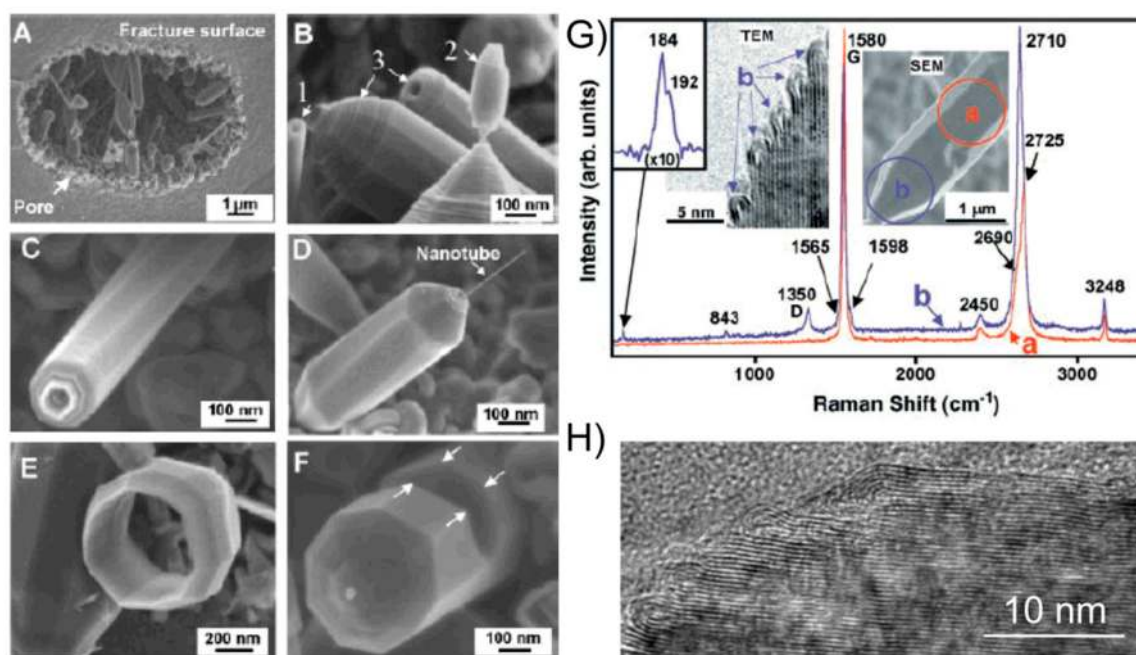 A
Fracture surface
Pore
1 µm
B
1
3
2
100 nm
C
100 nm
D
Nanotube
100 nm
E
200 nm
F
100 nm
G)
184
192
(x10)
TEM
b
5 nm
1580
G
SEM
a
b
1 µm
2710
2725
2690
1565
1598
1350
D
843
b
2450
a
3248
Intensity (arb. units)
1000
2000
3000
Raman Shift (cm⁻¹)
H)
10 nm